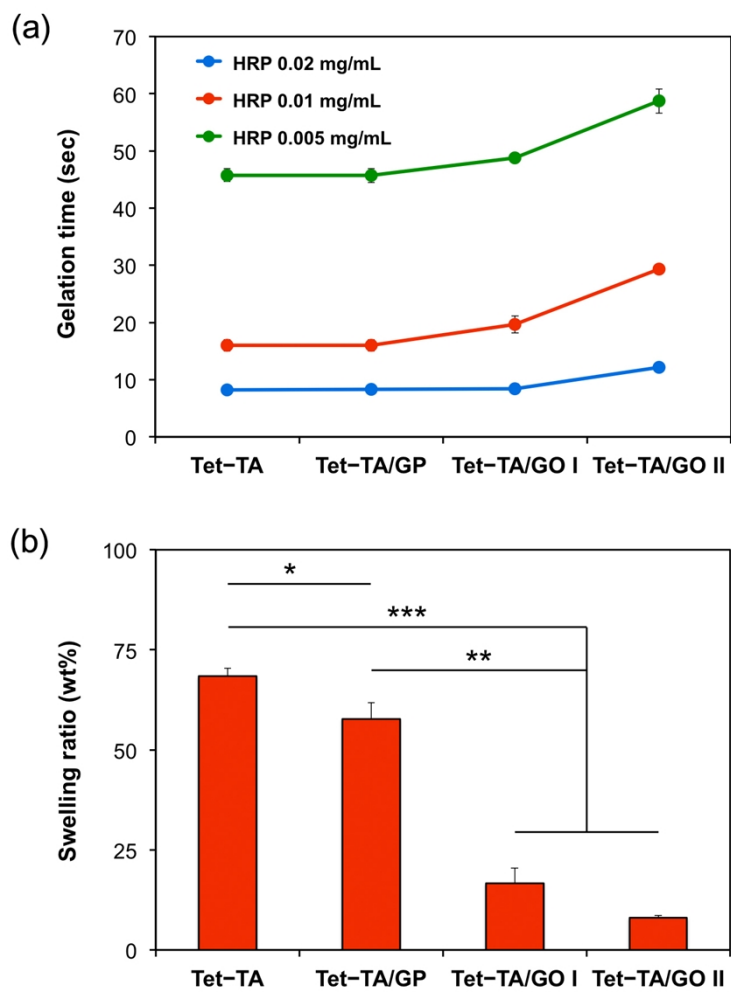 (a)
70
60
50
40
30
20
10
0
Gelation time (sec)
HRP 0.02 mg/mL
HRP 0.01 mg/mL
HRP 0.005 mg/mL
Tet−TA Tet−TA/GP Tet−TA/GO I Tet−TA/GO II
(b)
100
75
50
25
0
Swelling ratio (wt%)
*
***
**
Tet−TA Tet−TA/GP Tet−TA/GO I Tet−TA/GO II